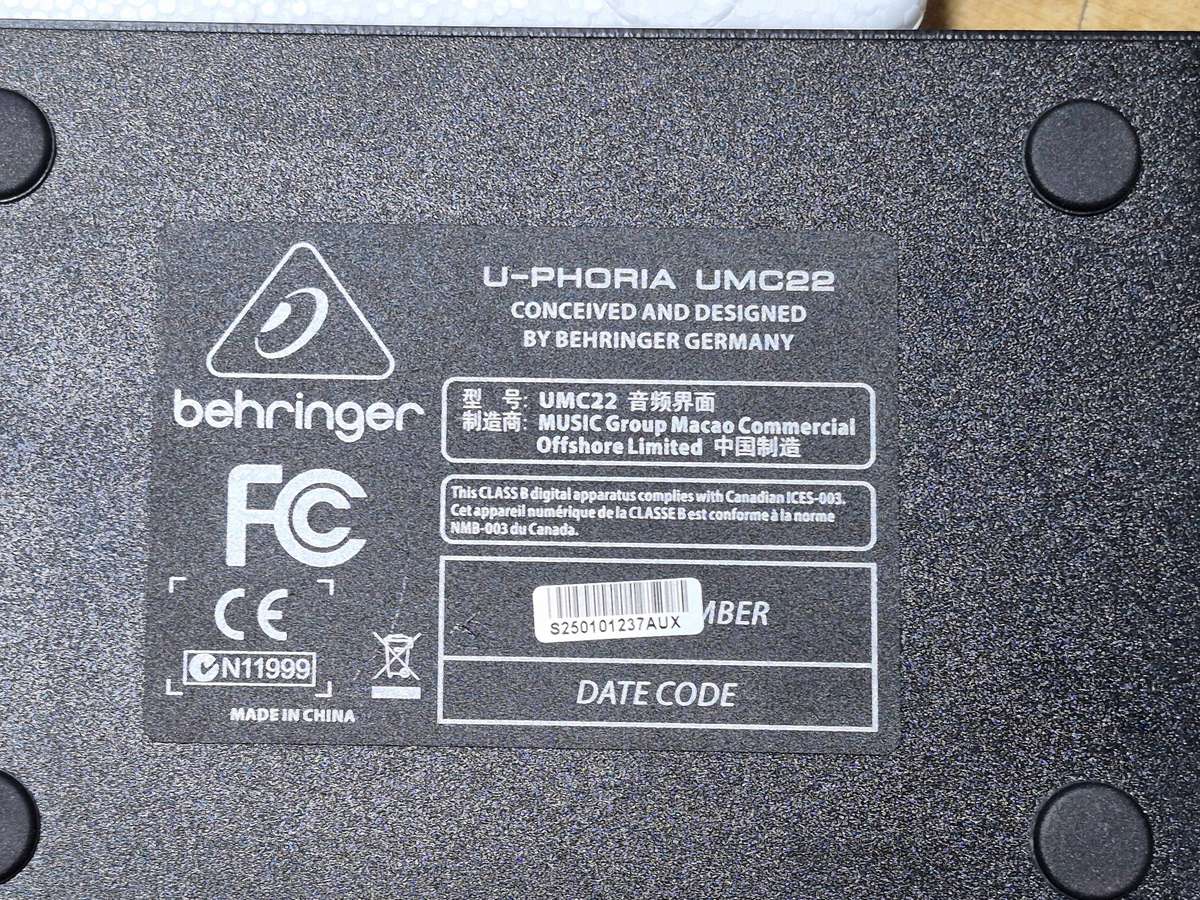 U-PHORIA UMC22
CONCEIVED AND DESIGNED
BY BEHRINGER GERMANY
behringer
型 号: UMC22 音频界面
制造商: MUSIC Group Macao Commercial
Offshore Limited 中国制造
This CLASS B digital apparatus complies with Canadian ICES-003.
Cet appareil numérique de la CLASSE B est conforme à la norme
NMB-003 du Canada.
FC
CE
N11999
MADE IN CHINA
S250101237AUX
MBER
DATE CODE